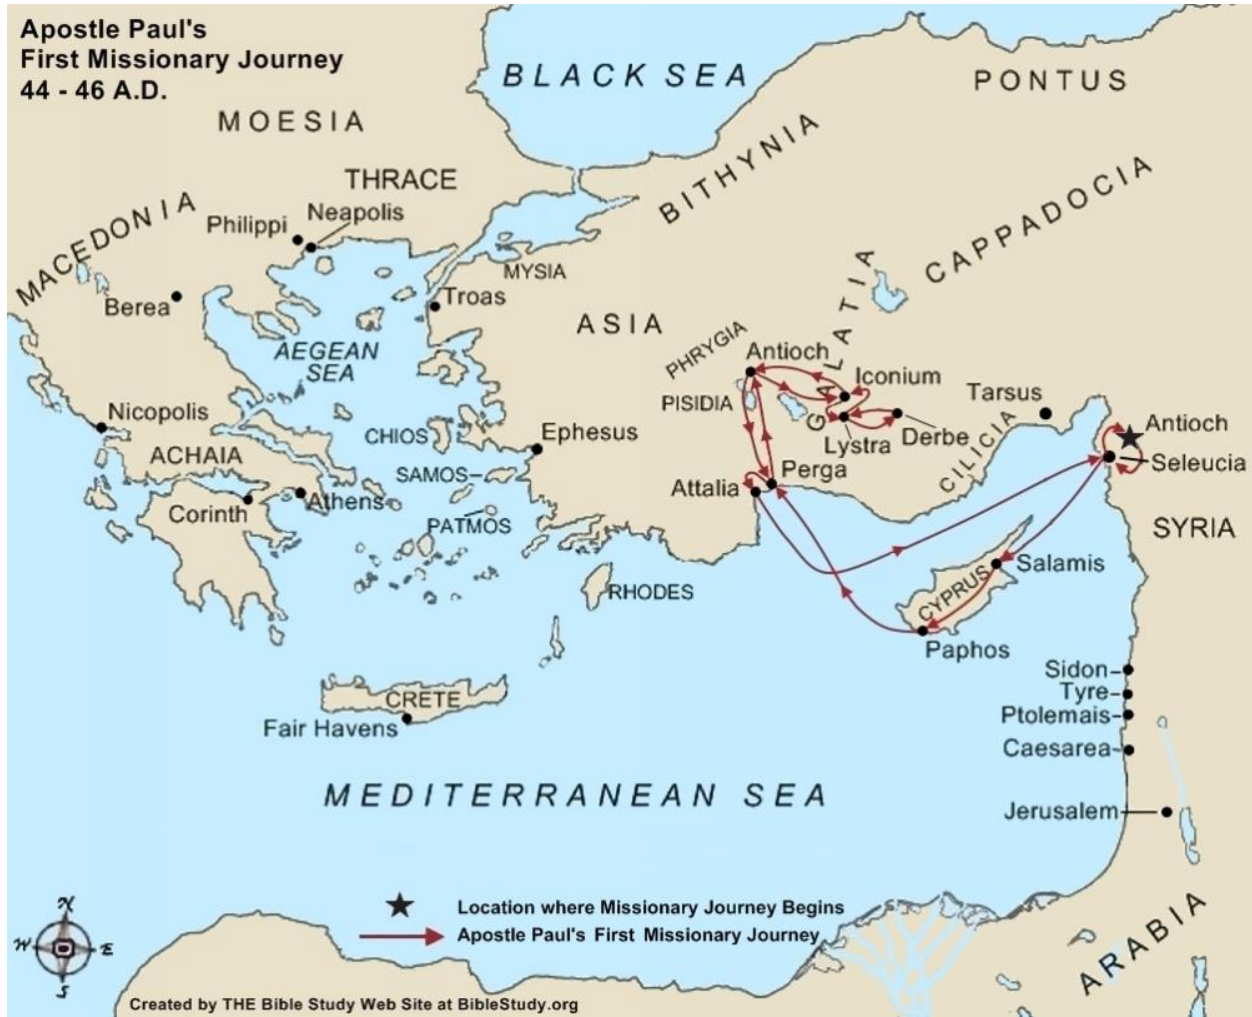 Apostle Paul's
First Missionary Journey
44 - 46 A.D.
BLACK SEA
PONTUS
MOESIA
BITHYNIA
THRACE
CAPPADOCIA
MACEDONIA
Philippi
Neapolis
MYSIA
Berea
Troas
ASIA
GALATIA
AEGEAN
SEA
PHRYGIA
Antioch
Iconium
PISIDIA
Tarsus
Nicopolis
CHIOS
Ephesus
Lystra
Derbe
CILICIA
Antioch
ACHAIA
SAMOS
Perga
Seleucia
Attalia
Corinth
Athens
PATMOS
SYRIA
RHODES
CYPRUS
Salamis
Paphos
Sidon
Tyre
CRETE
Ptolemais
Fair Havens
Caesarea
MEDITERRANEAN SEA
Jerusalem
Location where Missionary Journey Begins
Apostle Paul's First Missionary Journey
ARABIA
N
W
E
S
Created by THE Bible Study Web Site at BibleStudy.org